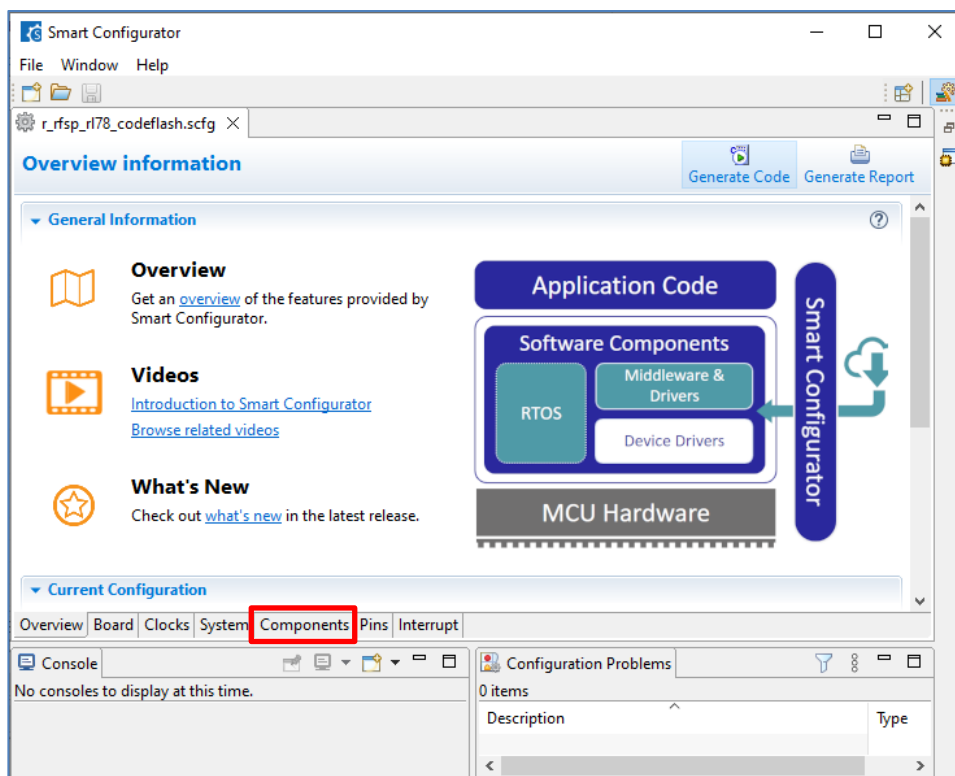 Smart Configurator
File Window Help
r_rfsp_rl78_codeflash.scfg
Overview information
Generate Code Generate Report
General Information
Overview
Get an overview of the features provided by
Smart Configurator.
Videos
Introduction to Smart Configurator
Browse related videos
What's New
Check out what's new in the latest release.
Application Code
Software Components
RTOS
Middleware &
Drivers
Device Drivers
MCU Hardware
Smart Configurator
Current Configuration
Overview Board Clocks System Components Pins Interrupt
Console
No consoles to display at this time.
Configuration Problems
0 items
Description Type